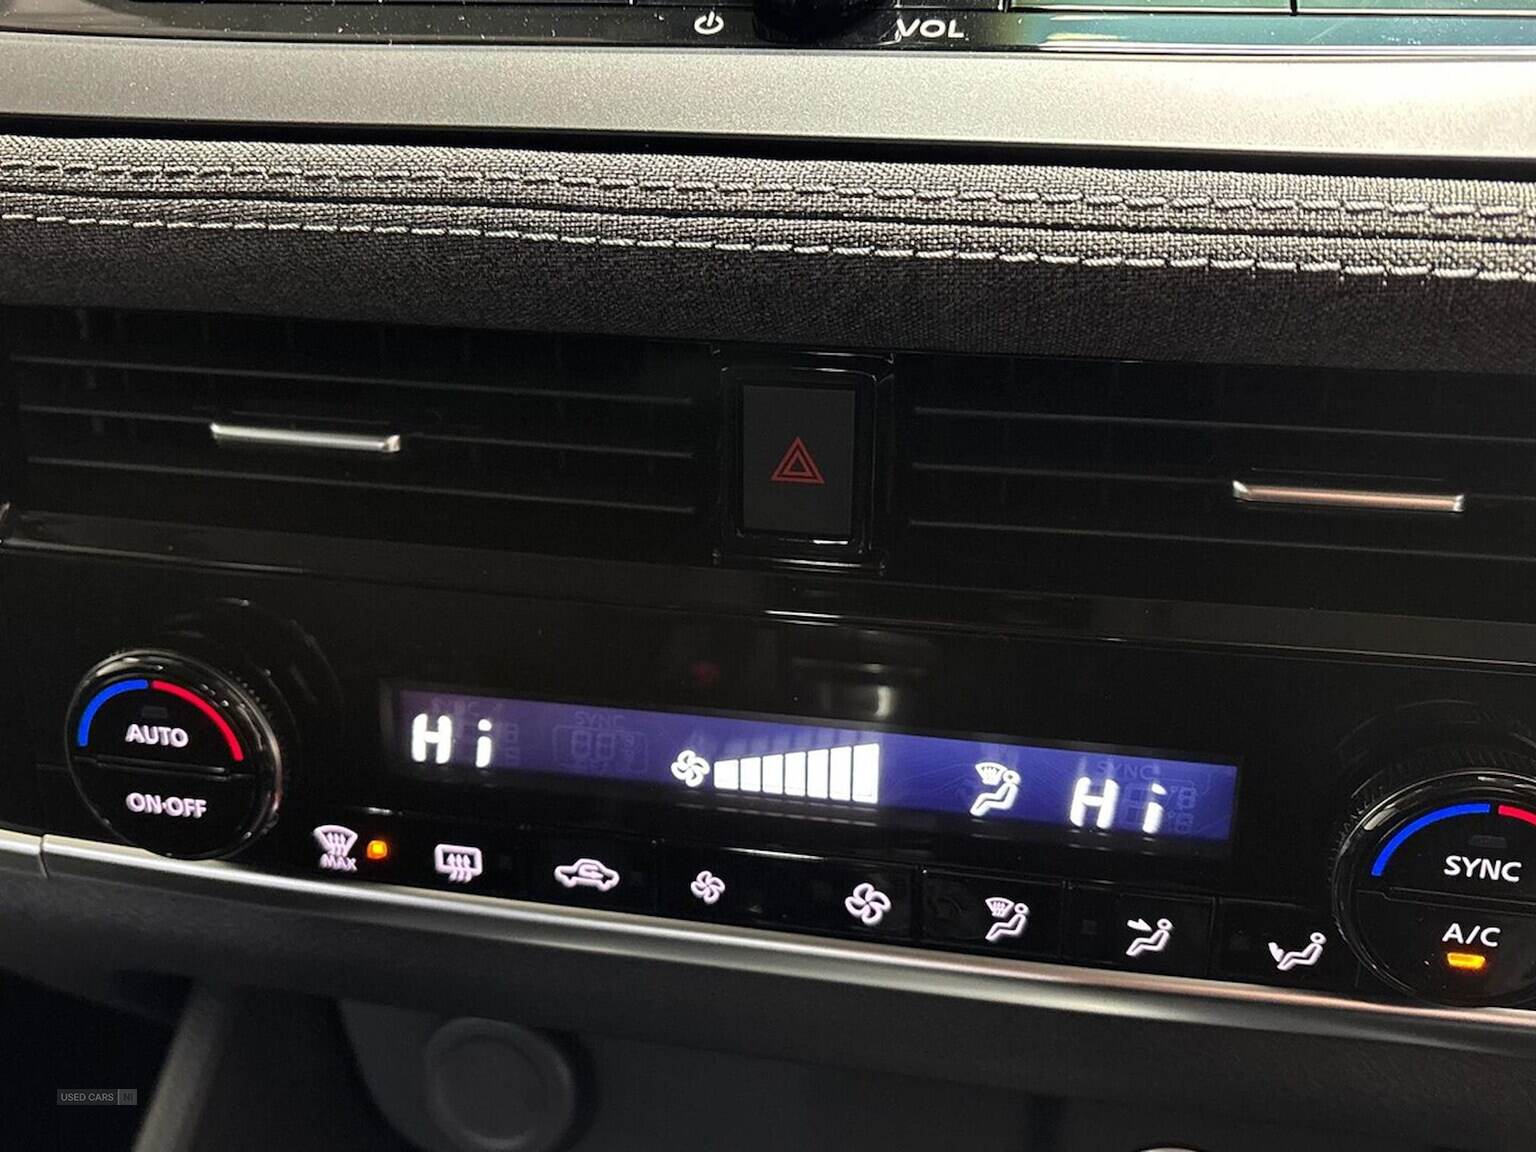 VOL
Hi
Hi
AUTO
ON·OFF
MAX
SYNC
A/C
USED CARS NI